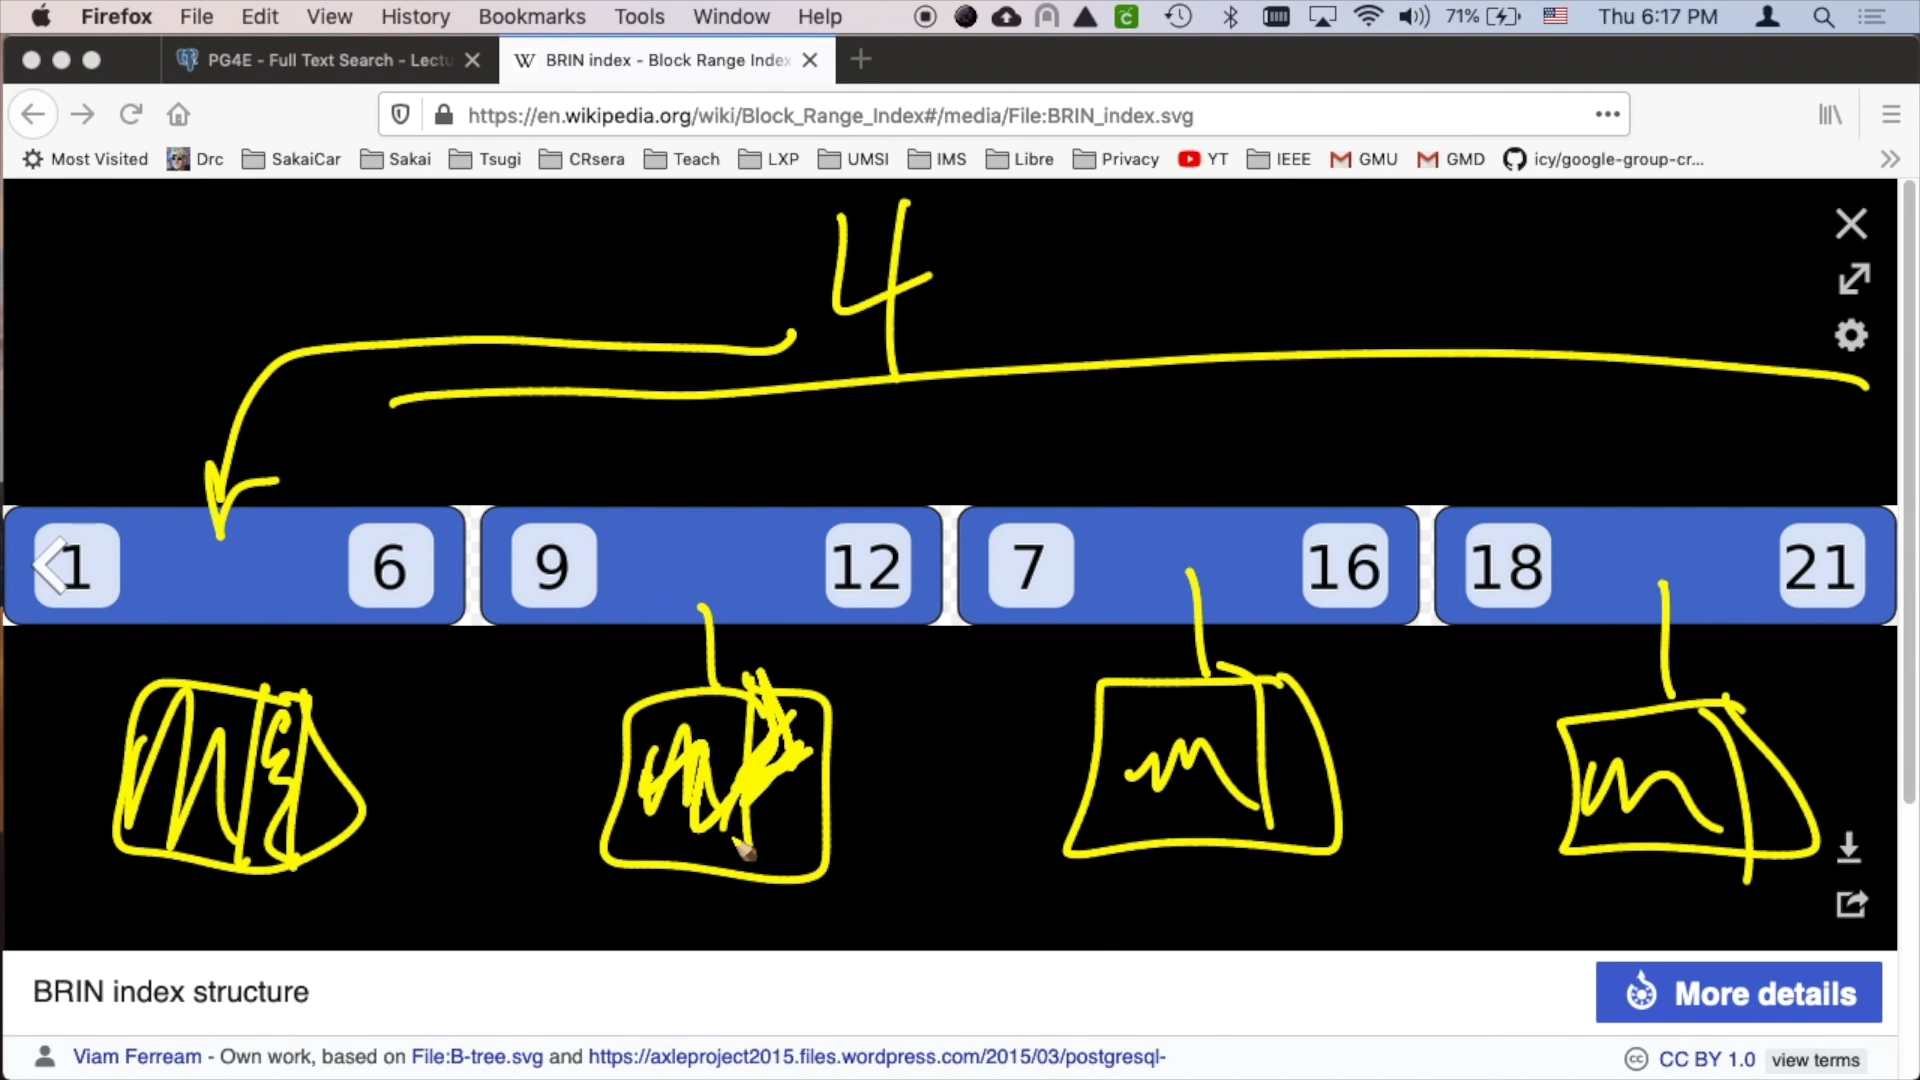 Firefox File Edit View History Bookmarks Tools Window Help 71% Thu 6:17 PM
PG4E - Full Text Search - Lectu BRIN index - Block Range Index
https://en.wikipedia.org/wiki/Block_Range_Index#/media/File:BRIN_index.svg
Most Visited Drc SakaiCar Sakai Tsugi CRsera Teach LXP UMSI IMS Libre Privacy YT IEEE GMU GMD icy/google-group-cr...
4
1 6 9 12 7 16 18 21
BRIN index structure
More details
Viam Ferream - Own work, based on File:B-tree.svg and https://axleproject2015.files.wordpress.com/2015/03/postgresql-
CC BY 1.0 view terms